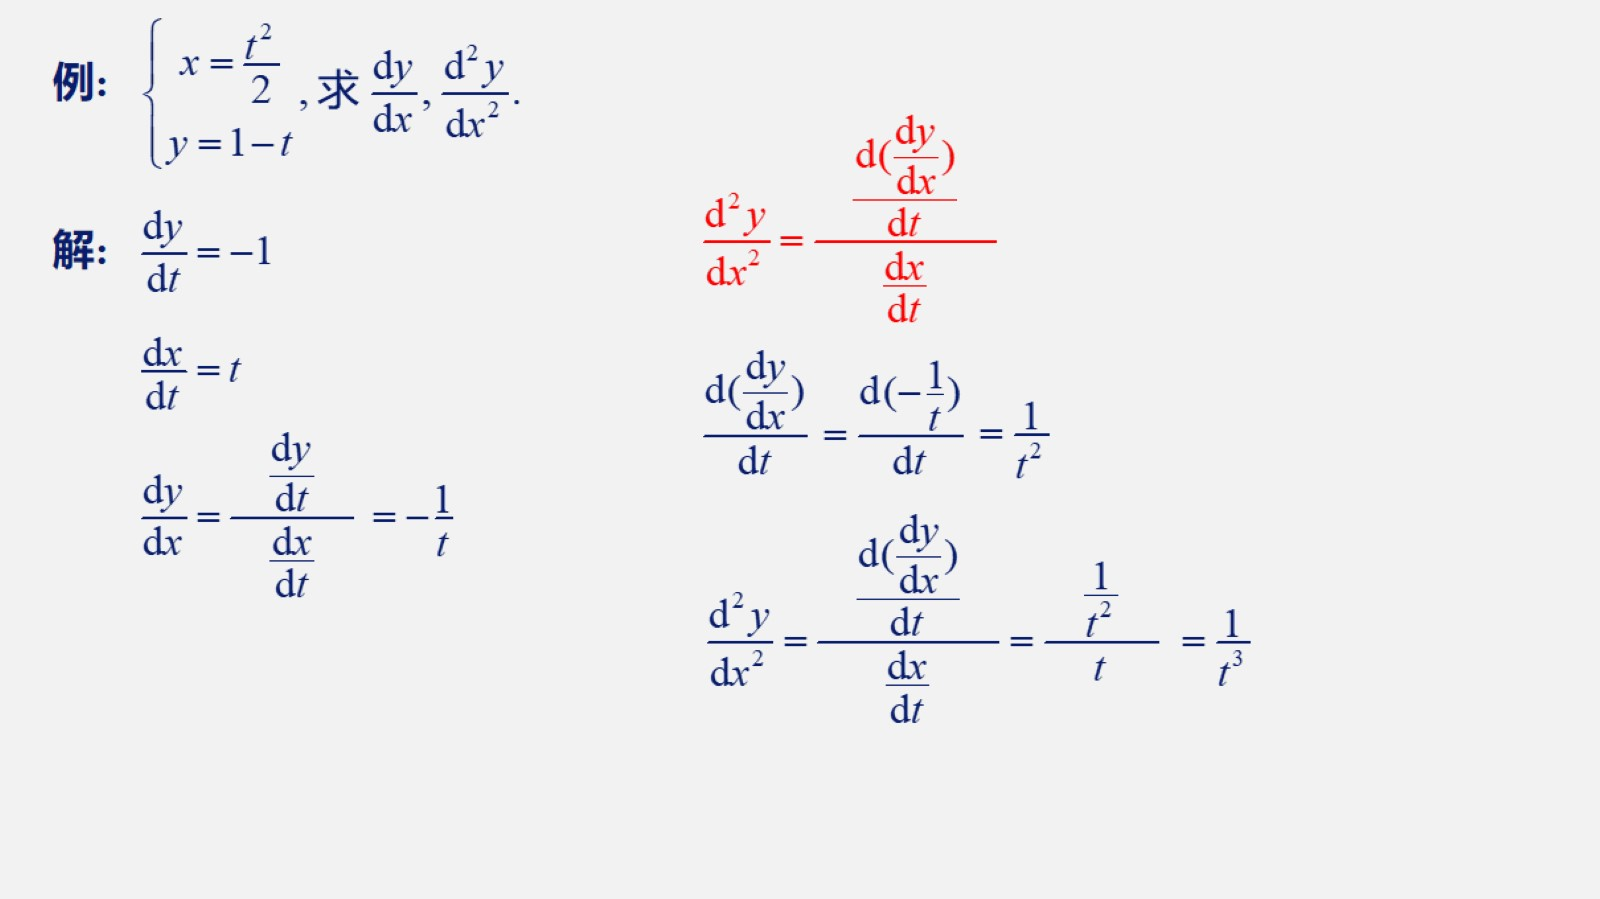 例: { x = t²/2, y = 1−t , 求 dy/dx, d²y/dx².
解: dy/dt = −1
dx/dt = t
dy/dx = (dy/dt)/(dx/dt) = −1/t
d²y/dx² = (d(dy/dx)/dt)/(dx/dt)
d(dy/dx)/dt = d(−1/t)/dt = 1/t²
d²y/dx² = (d(dy/dx)/dt)/(dx/dt) = (1/t²)/t = 1/t³